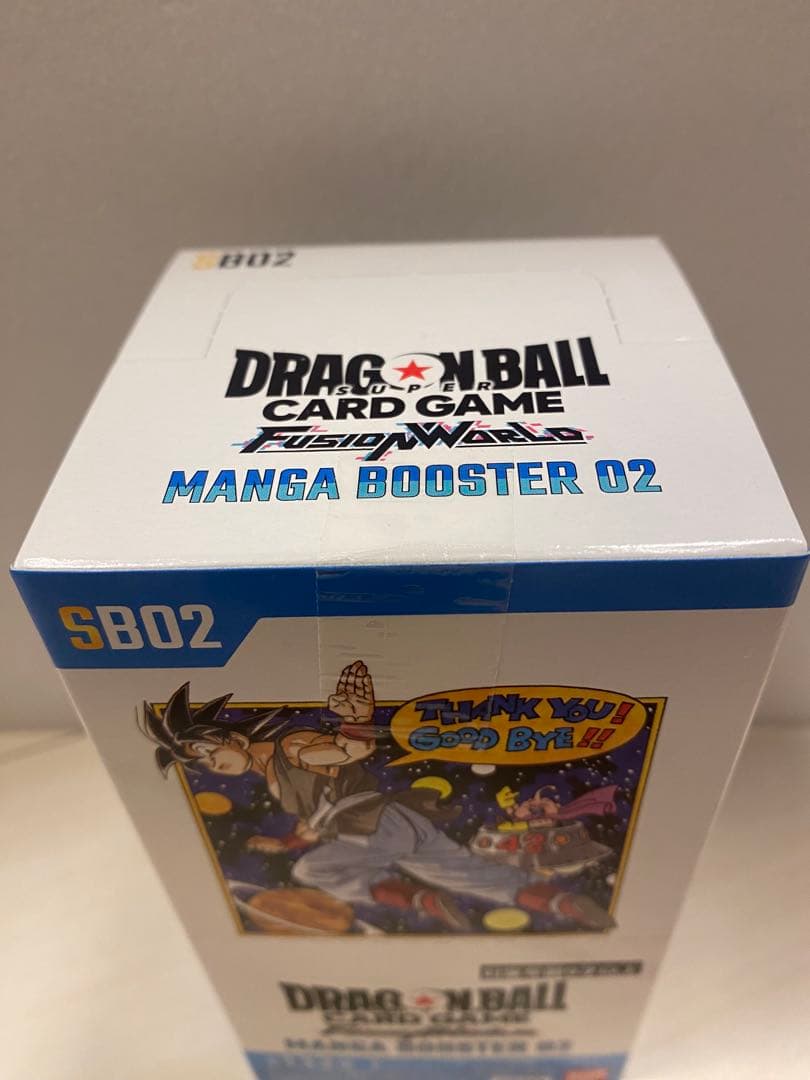 SB02
DRAGON BALL
SUPER
CARD GAME
FUSION WORLD
MANGA BOOSTER 02
SB02
THANK YOU!
GOOD BYE!!
42
DRAGON BALL
CARD GAME
MANGA BOOSTER 02